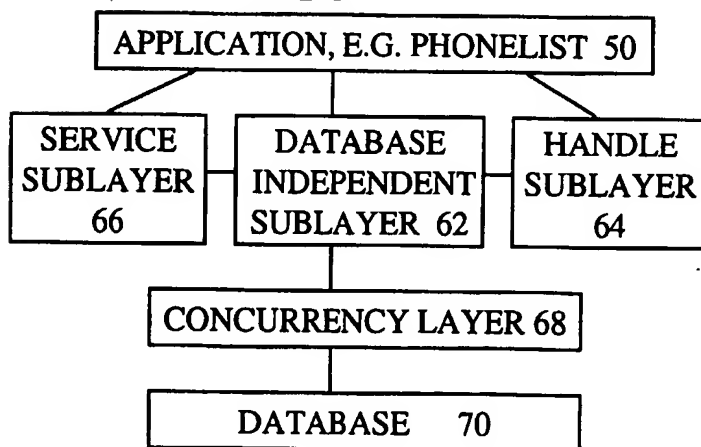 APPLICATION, E.G. PHONELIST 50
SERVICE
SUBLAYER
66
DATABASE
INDEPENDENT
SUBLAYER 62
HANDLE
SUBLAYER
64
CONCURRENCY LAYER 68
DATABASE 70